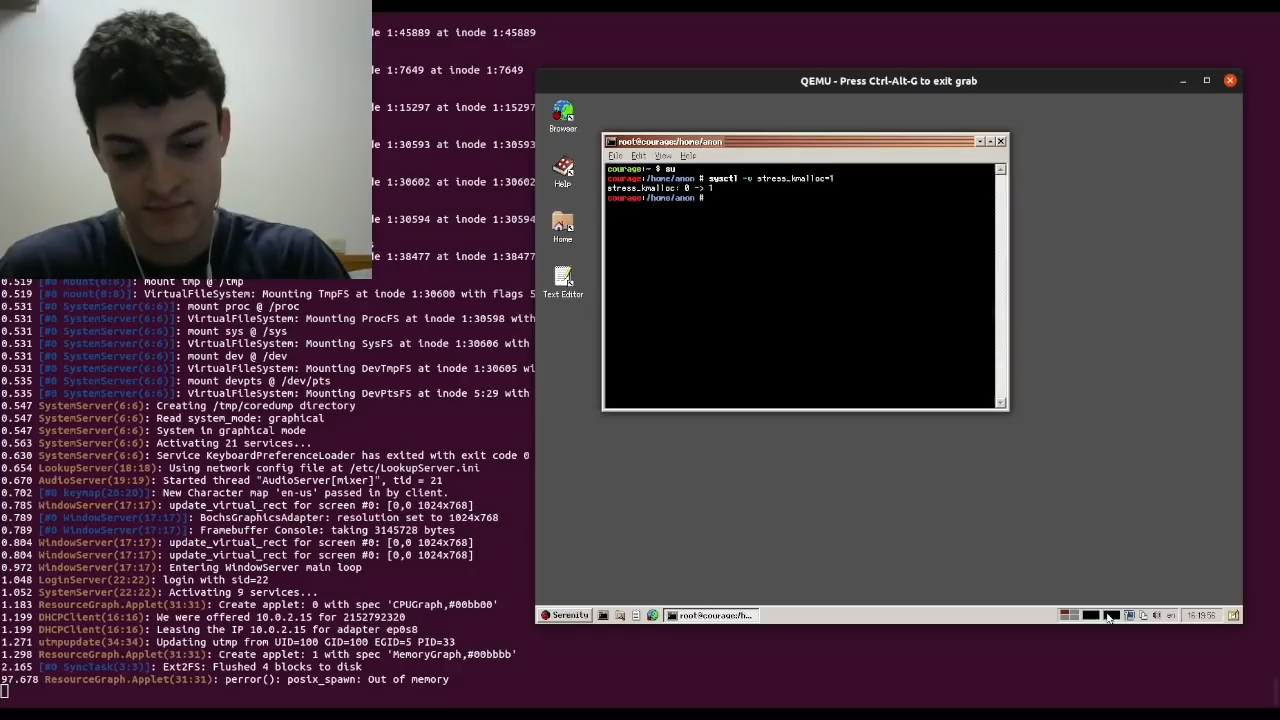 de 1:45889 at inode 1:45889
de 1:7649 at inode 1:7649
de 1:15297 at inode 1:15297
de 1:30593 at inode 1:30593
de 1:30602 at inode 1:30602
de 1:30594 at inode 1:30594
s
de 1:38477 at inode 1:38477
0.519 [#0 mount(8:8)]: mount tmp @ /tmp
0.519 [#0 mount(8:8)]: VirtualFileSystem: Mounting TmpFS at inode 1:30600 with flags 5
0.531 [#0 SystemServer(6:6)]: mount proc @ /proc
0.531 [#0 SystemServer(6:6)]: VirtualFileSystem: Mounting ProcFS at inode 1:30598 with
0.531 [#0 SystemServer(6:6)]: mount sys @ /sys
0.531 [#0 SystemServer(6:6)]: VirtualFileSystem: Mounting SysFS at inode 1:30606 with
0.531 [#0 SystemServer(6:6)]: mount dev @ /dev
0.531 [#0 SystemServer(6:6)]: VirtualFileSystem: Mounting DevTmpFS at inode 1:30605 wi
0.535 [#0 SystemServer(6:6)]: mount devpts @ /dev/pts
0.535 [#0 SystemServer(6:6)]: VirtualFileSystem: Mounting DevPtsFS at inode 5:29 with
0.547 SystemServer(6:6): Creating /tmp/coredump directory
0.547 SystemServer(6:6): Read system_mode: graphical
0.547 SystemServer(6:6): System in graphical mode
0.563 SystemServer(6:6): Activating 21 services...
0.630 SystemServer(6:6): Service KeyboardPreferenceLoader has exited with exit code 0
0.654 LookupServer(18:18): Using network config file at /etc/LookupServer.ini
0.670 AudioServer(19:19): Started thread "AudioServer[mixer]", tid = 21
0.702 [#0 keymap(20:20)]: New Character map 'en-us' passed in by client.
0.785 WindowServer(17:17): update_virtual_rect for screen #0: [0,0 1024x768]
0.789 [#0 WindowServer(17:17)]: BochsGraphicsAdapter: resolution set to 1024x768
0.789 [#0 WindowServer(17:17)]: Framebuffer Console: taking 3145728 bytes
0.804 WindowServer(17:17): update_virtual_rect for screen #0: [0,0 1024x768]
0.804 WindowServer(17:17): update_virtual_rect for screen #0: [0,0 1024x768]
0.972 WindowServer(17:17): Entering WindowServer main loop
1.048 LoginServer(22:22): login with sid=22
1.052 SystemServer(22:22): Activating 9 services...
1.183 ResourceGraph.Applet(31:31): Create applet: 0 with spec 'CPUGraph,#00bb00'
1.199 DHCPClient(16:16): We were offered 10.0.2.15 for 2152792320
1.199 DHCPClient(16:16): Leasing the IP 10.0.2.15 for adapter ep0s8
1.271 utmpupdate(34:34): Updating utmp from UID=100 GID=100 EGID=5 PID=33
1.298 ResourceGraph.Applet(31:31): Create applet: 1 with spec 'MemoryGraph,#00bbbb'
2.165 [#0 SyncTask(3:3)]: Ext2FS: Flushed 4 blocks to disk
97.678 ResourceGraph.Applet(31:31): perror(): posix_spawn: Out of memory
QEMU - Press Ctrl-Alt-G to exit grab
Browser
Help
Home
Text Editor
root@courage:/home/anon
File Edit View Help
courage:~ $ su
courage:/home/anon # sysctl -w stress_kmalloc=1
stress_kmalloc: 0 -> 1
courage:/home/anon #
Serenity
root@courage:/h...
en
16:19:56